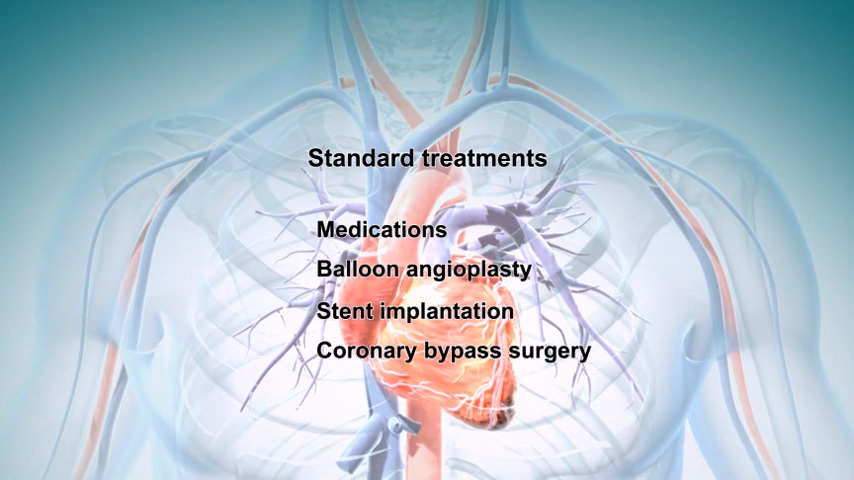 Standard treatments
Medications
Balloon angioplasty
Stent implantation
Coronary bypass surgery